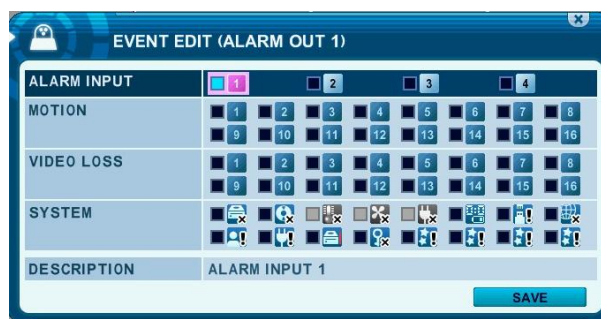 EVENT EDIT (ALARM OUT 1)
ALARM INPUT 1 2 3 4
MOTION 1 2 3 4 5 6 7 8
9 10 11 12 13 14 15 16
VIDEO LOSS 1 2 3 4 5 6 7 8
9 10 11 12 13 14 15 16
SYSTEM
DESCRIPTION ALARM INPUT 1
SAVE